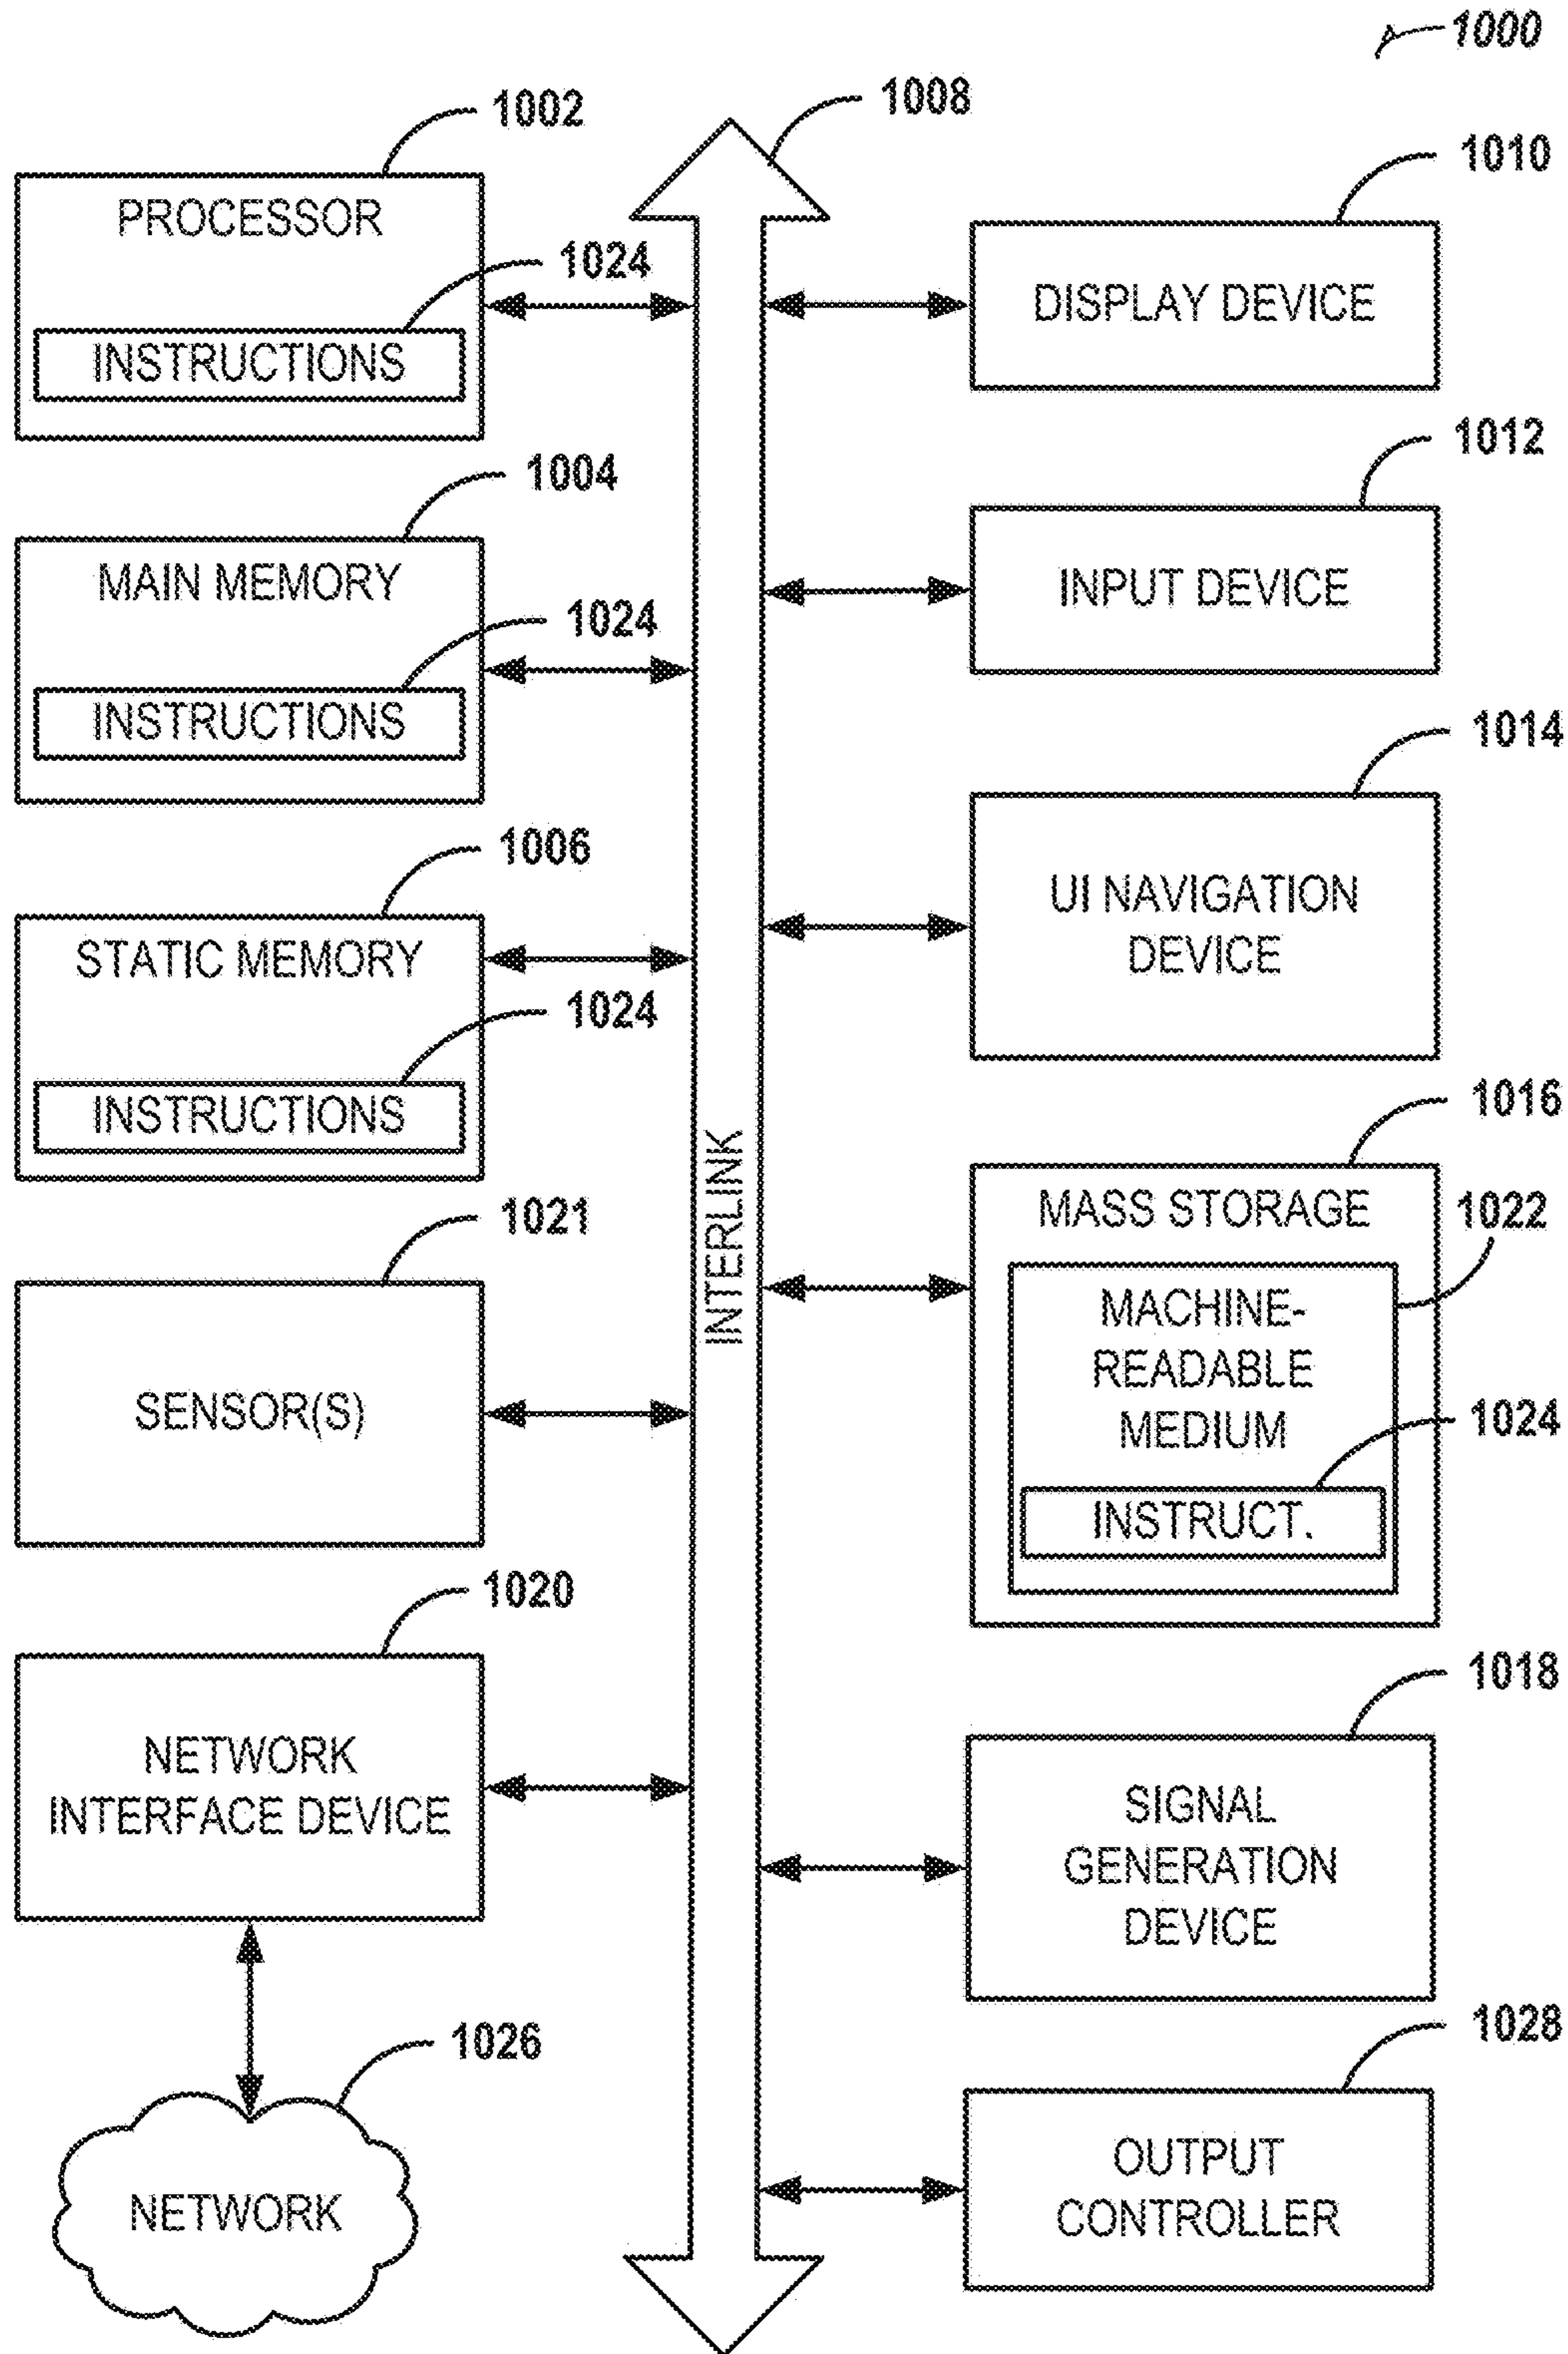 1000
1002
PROCESSOR
1024
INSTRUCTIONS
1004
MAIN MEMORY
1024
INSTRUCTIONS
1006
STATIC MEMORY
1024
INSTRUCTIONS
1021
SENSOR(S)
1020
NETWORK
INTERFACE DEVICE
1026
NETWORK
1008
INTERLINK
1010
DISPLAY DEVICE
1012
INPUT DEVICE
1014
UI NAVIGATION
DEVICE
1016
MASS STORAGE
1022
MACHINE-
READABLE
MEDIUM
1024
INSTRUCT.
1018
SIGNAL
GENERATION
DEVICE
1028
OUTPUT
CONTROLLER